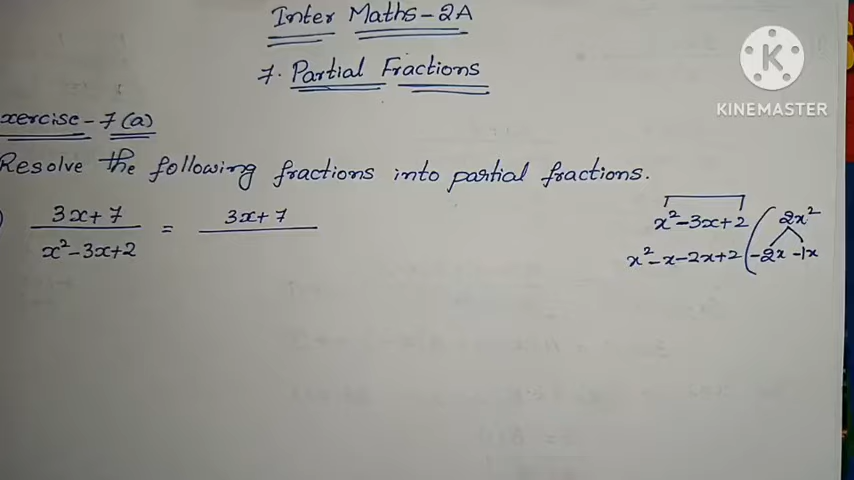 Inter Maths - 2A
7. Partial Fractions
KINEMASTER
xercise - 7(a)
Resolve the following fractions into partial fractions.
) 3x+7 / x²-3x+2 = 3x+7 /
x²-3x+2 ( 2x²
x²-x-2x+2 ( -2x -1x